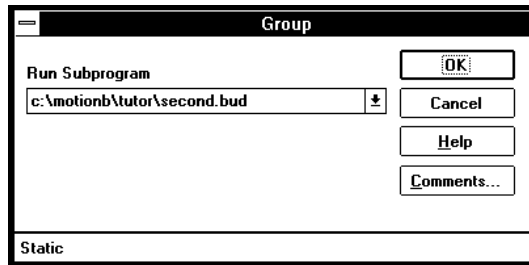 Group
Run Subprogram
c:\motionb\tutor\second.bud
OK
Cancel
Help
Comments...
Static